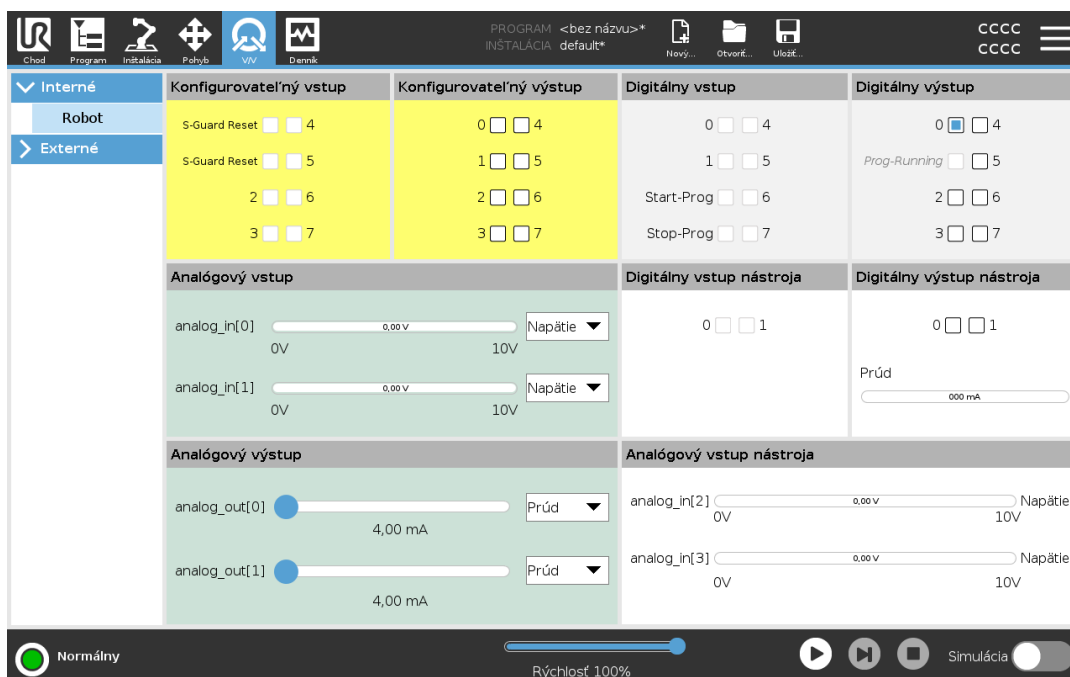 PROGRAM <bez názvu>*
INŠTALÁCIA default*
CCCC
CCCC
Chod Program Inštalácia Pohyb V/V Denník Nový... Otvoriť... Uložiť...
Interné
Robot
Externé
Konfigurovateľný vstup
S-Guard Reset 4
S-Guard Reset 5
2 6
3 7
Konfigurovateľný výstup
0 4
1 5
2 6
3 7
Digitálny vstup
0 4
1 5
Start-Prog 6
Stop-Prog 7
Digitálny výstup
0 4
Prog-Running 5
2 6
3 7
Analógový vstup
analog_in[0] 0,00 V Napätie
0V 10V
analog_in[1] 0,00 V Napätie
0V 10V
Digitálny vstup nástroja
0 1
Digitálny výstup nástroja
0 1
Prúd
000 mA
Analógový výstup
analog_out[0] Prúd
4,00 mA
analog_out[1] Prúd
4,00 mA
Analógový vstup nástroja
analog_in[2] 0,00 V Napätie
0V 10V
analog_in[3] 0,00 V Napätie
0V 10V
Normálny
Rýchlosť 100%
Simulácia